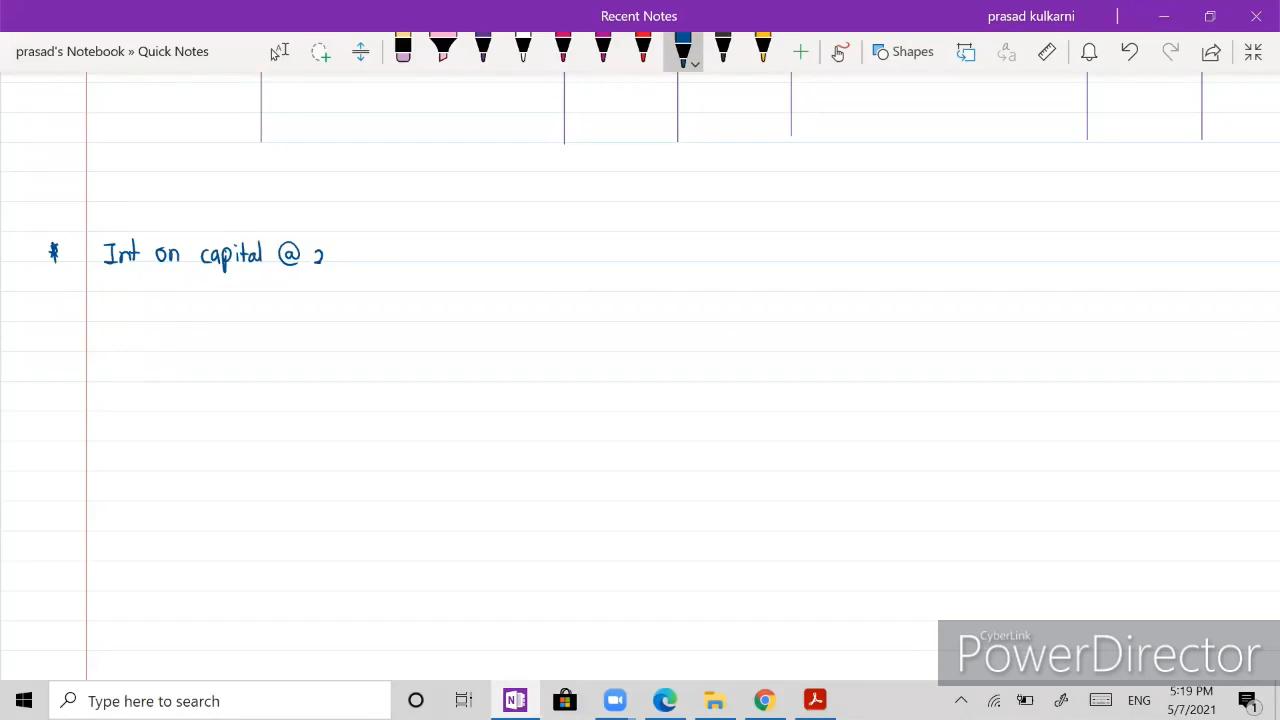 Recent Notes
prasad kulkarni
prasad's Notebook » Quick Notes
Shapes
* Int on capital @
CyberLink
PowerDirector
Type here to search
ENG
5:19 PM
5/7/2021
1